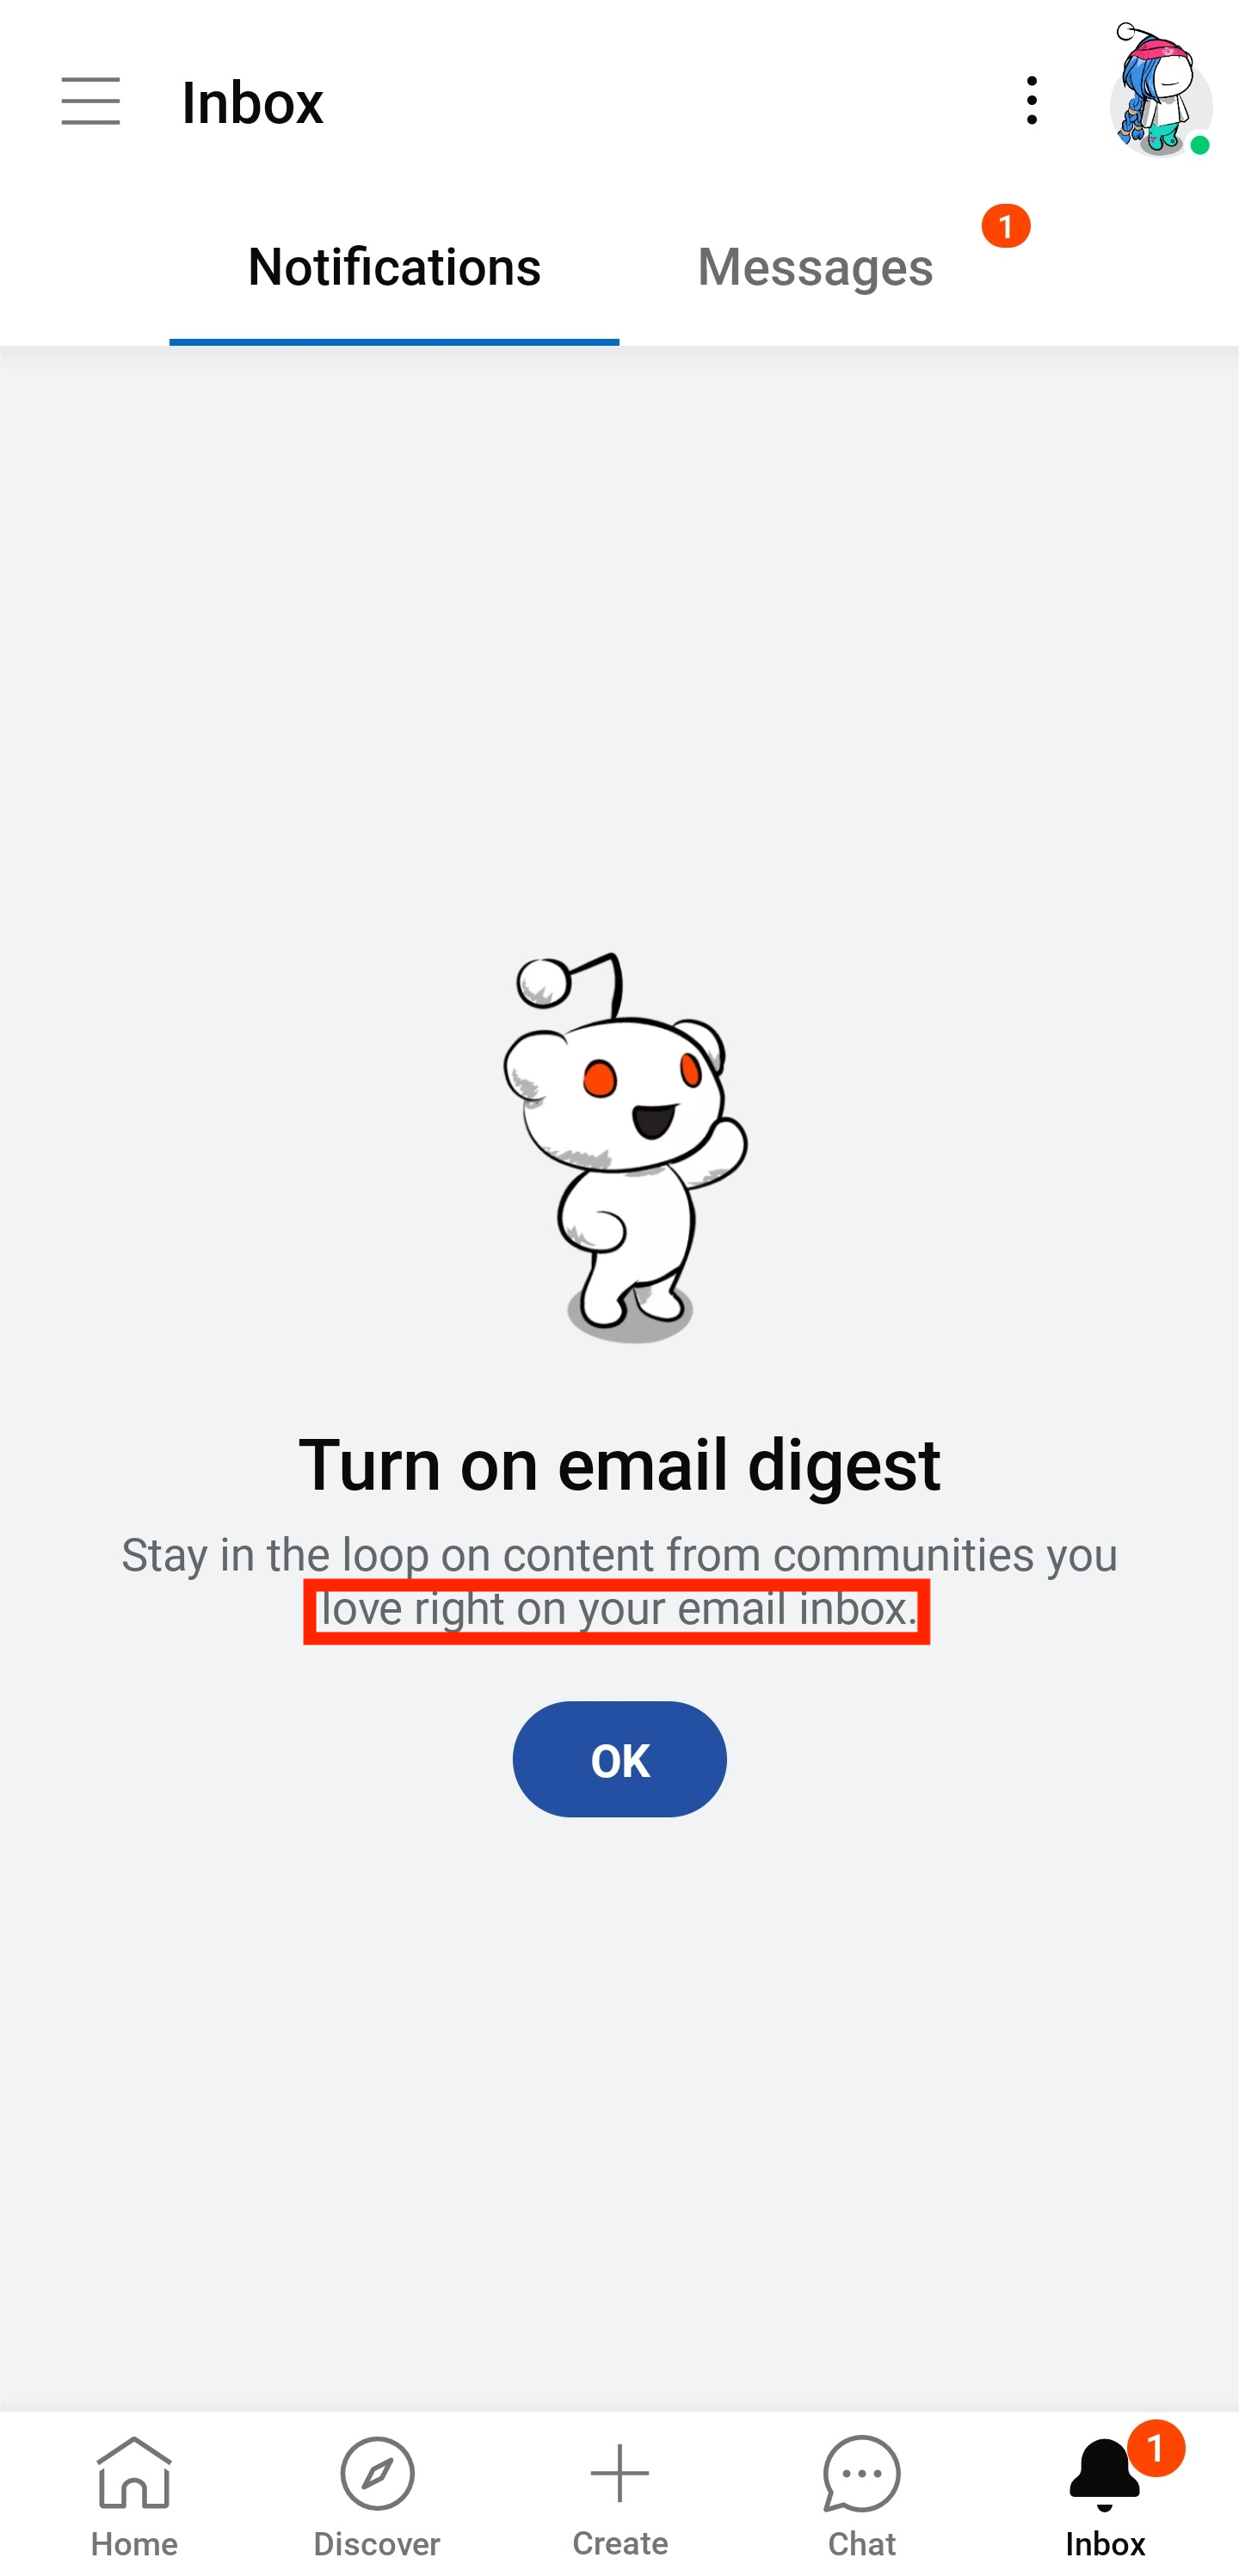 Inbox
Notifications
Messages
1
Turn on email digest
Stay in the loop on content from communities you
love right on your email inbox.
OK
1
Home
Discover
Create
Chat
Inbox